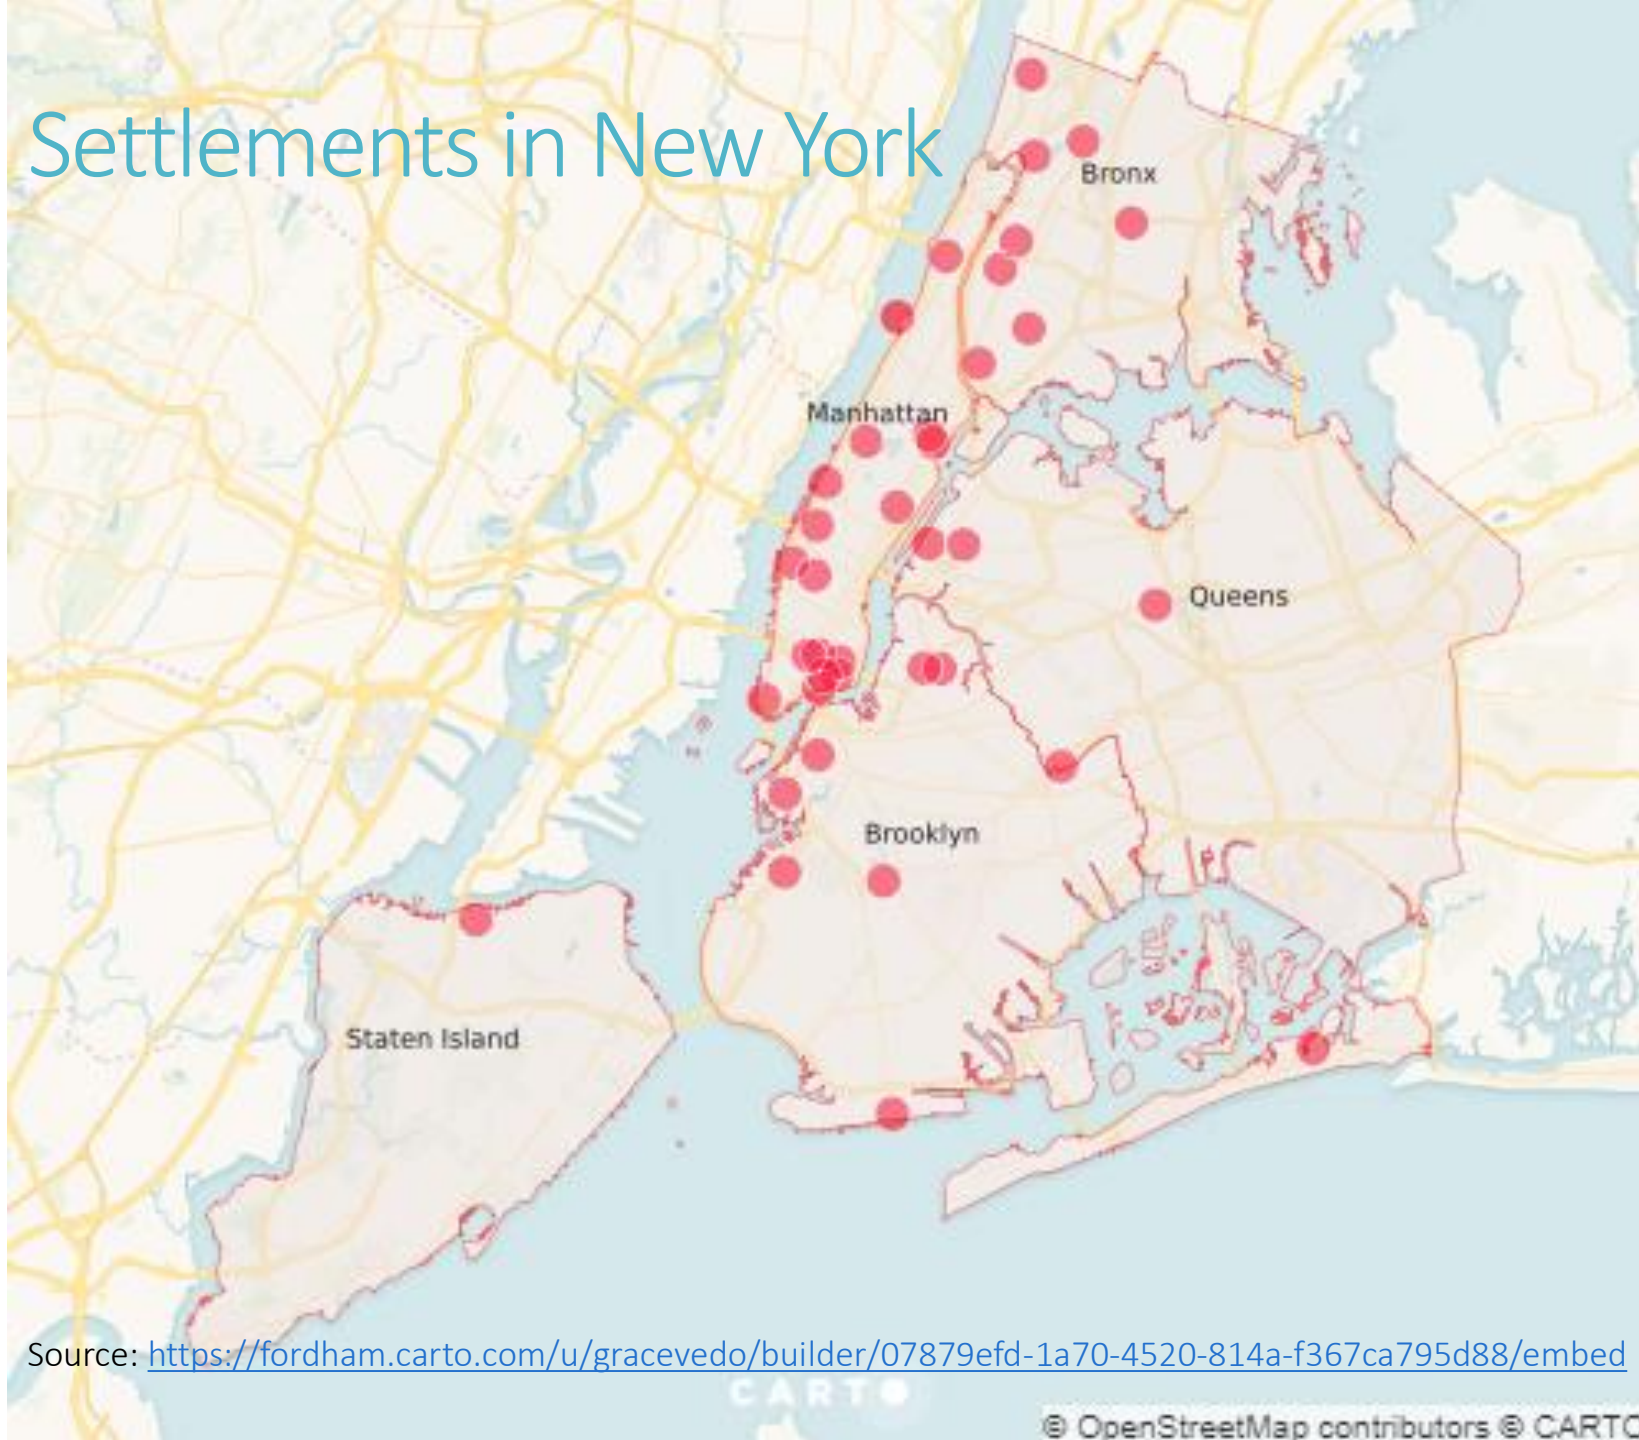 Settlements in New York
Bronx
Manhattan
Queens
Brooklyn
Staten Island
Source: https://fordham.carto.com/u/gracevedo/builder/07879efd-1a70-4520-814a-f367ca795d88/embed
CARTO
© OpenStreetMap contributors © CARTO